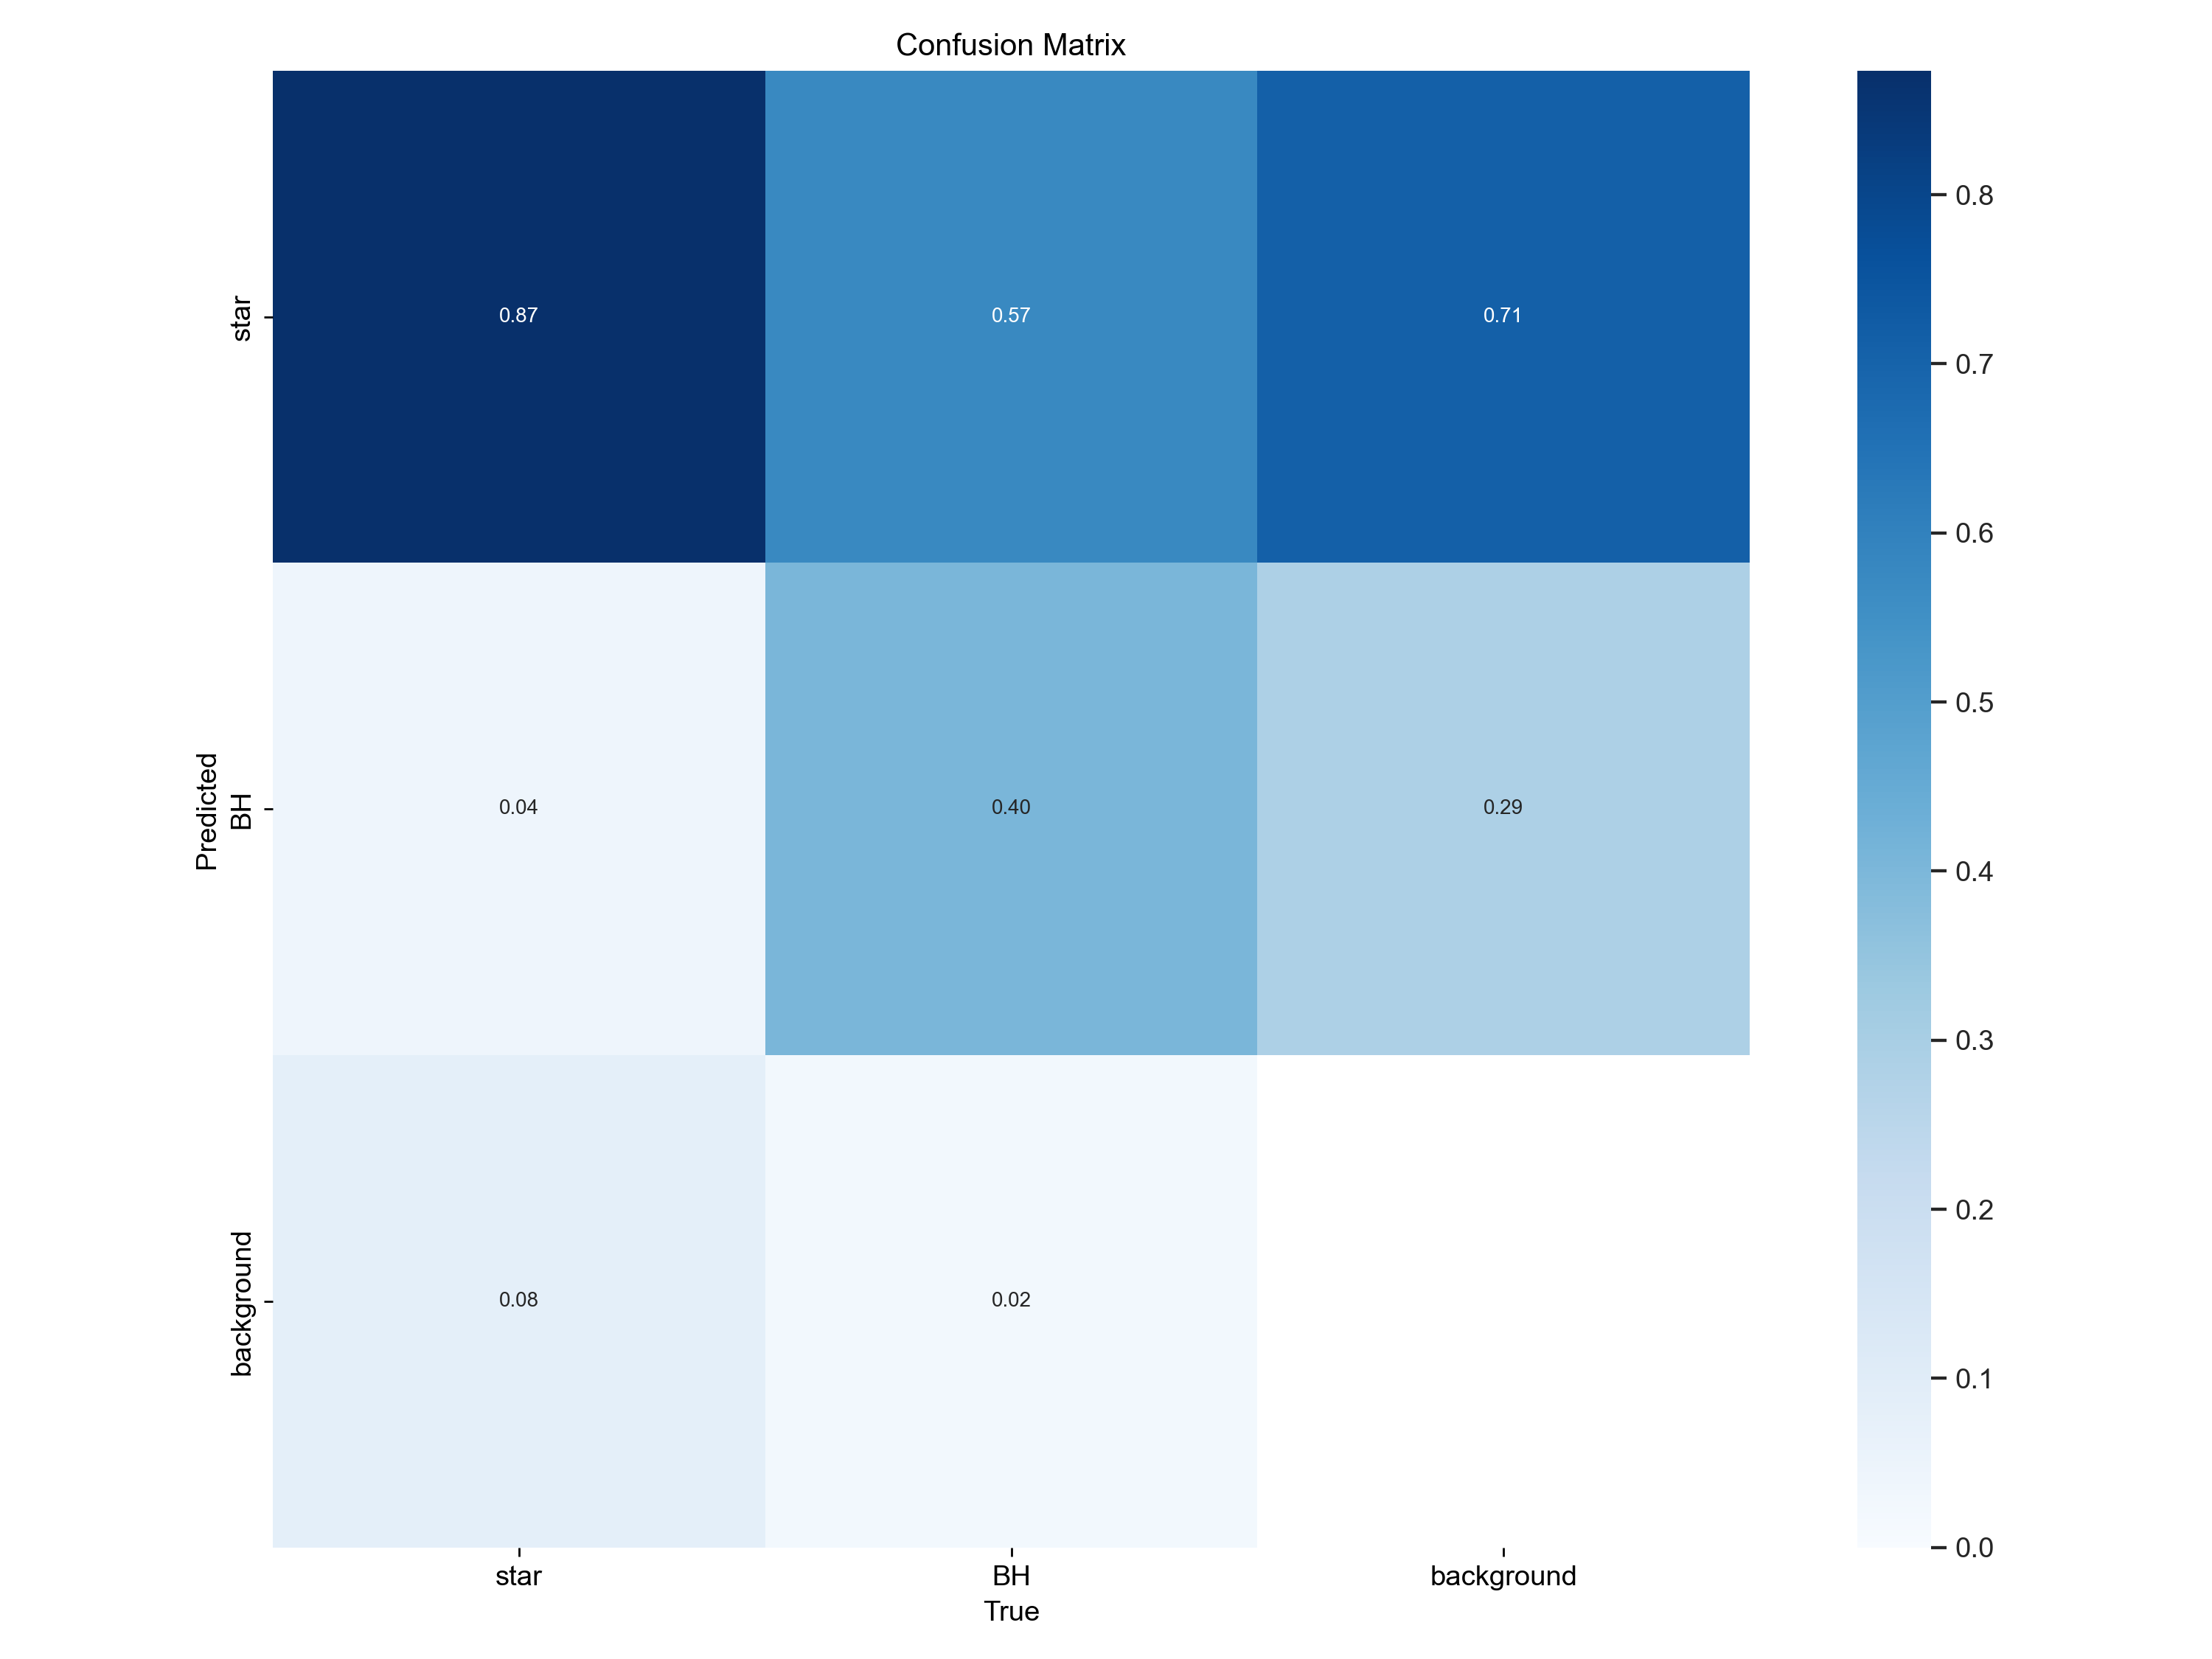 Confusion Matrix
star
BH
background
Predicted
0.87 0.57 0.71
0.04 0.40 0.29
0.08 0.02
star BH background
True
0.8
0.7
0.6
0.5
0.4
0.3
0.2
0.1
0.0